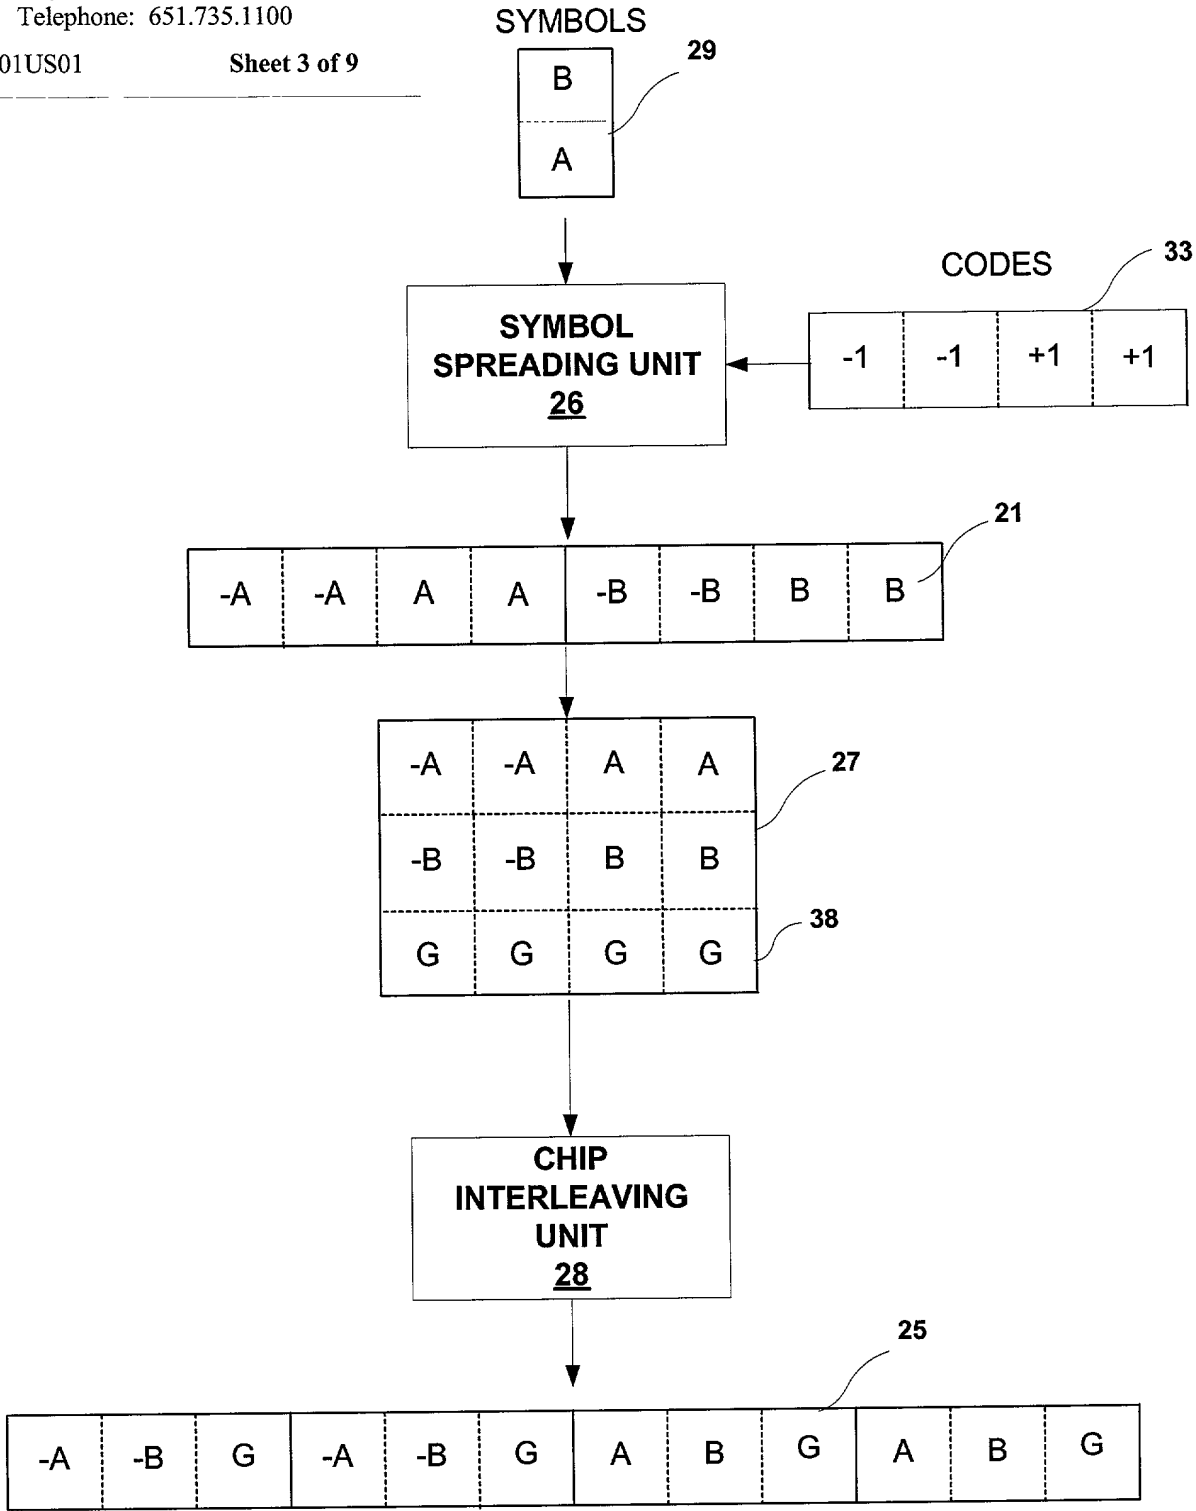 Telephone: 651.735.1100
01US01 Sheet 3 of 9
SYMBOLS
29
B
A
CODES
33
SYMBOL
SPREADING UNIT
26
-1 -1 +1 +1
21
-A -A A A -B -B B B
-A -A A A
27
-B -B B B
38
G G G G
CHIP
INTERLEAVING
UNIT
28
25
-A -B G -A -B G A B G A B G